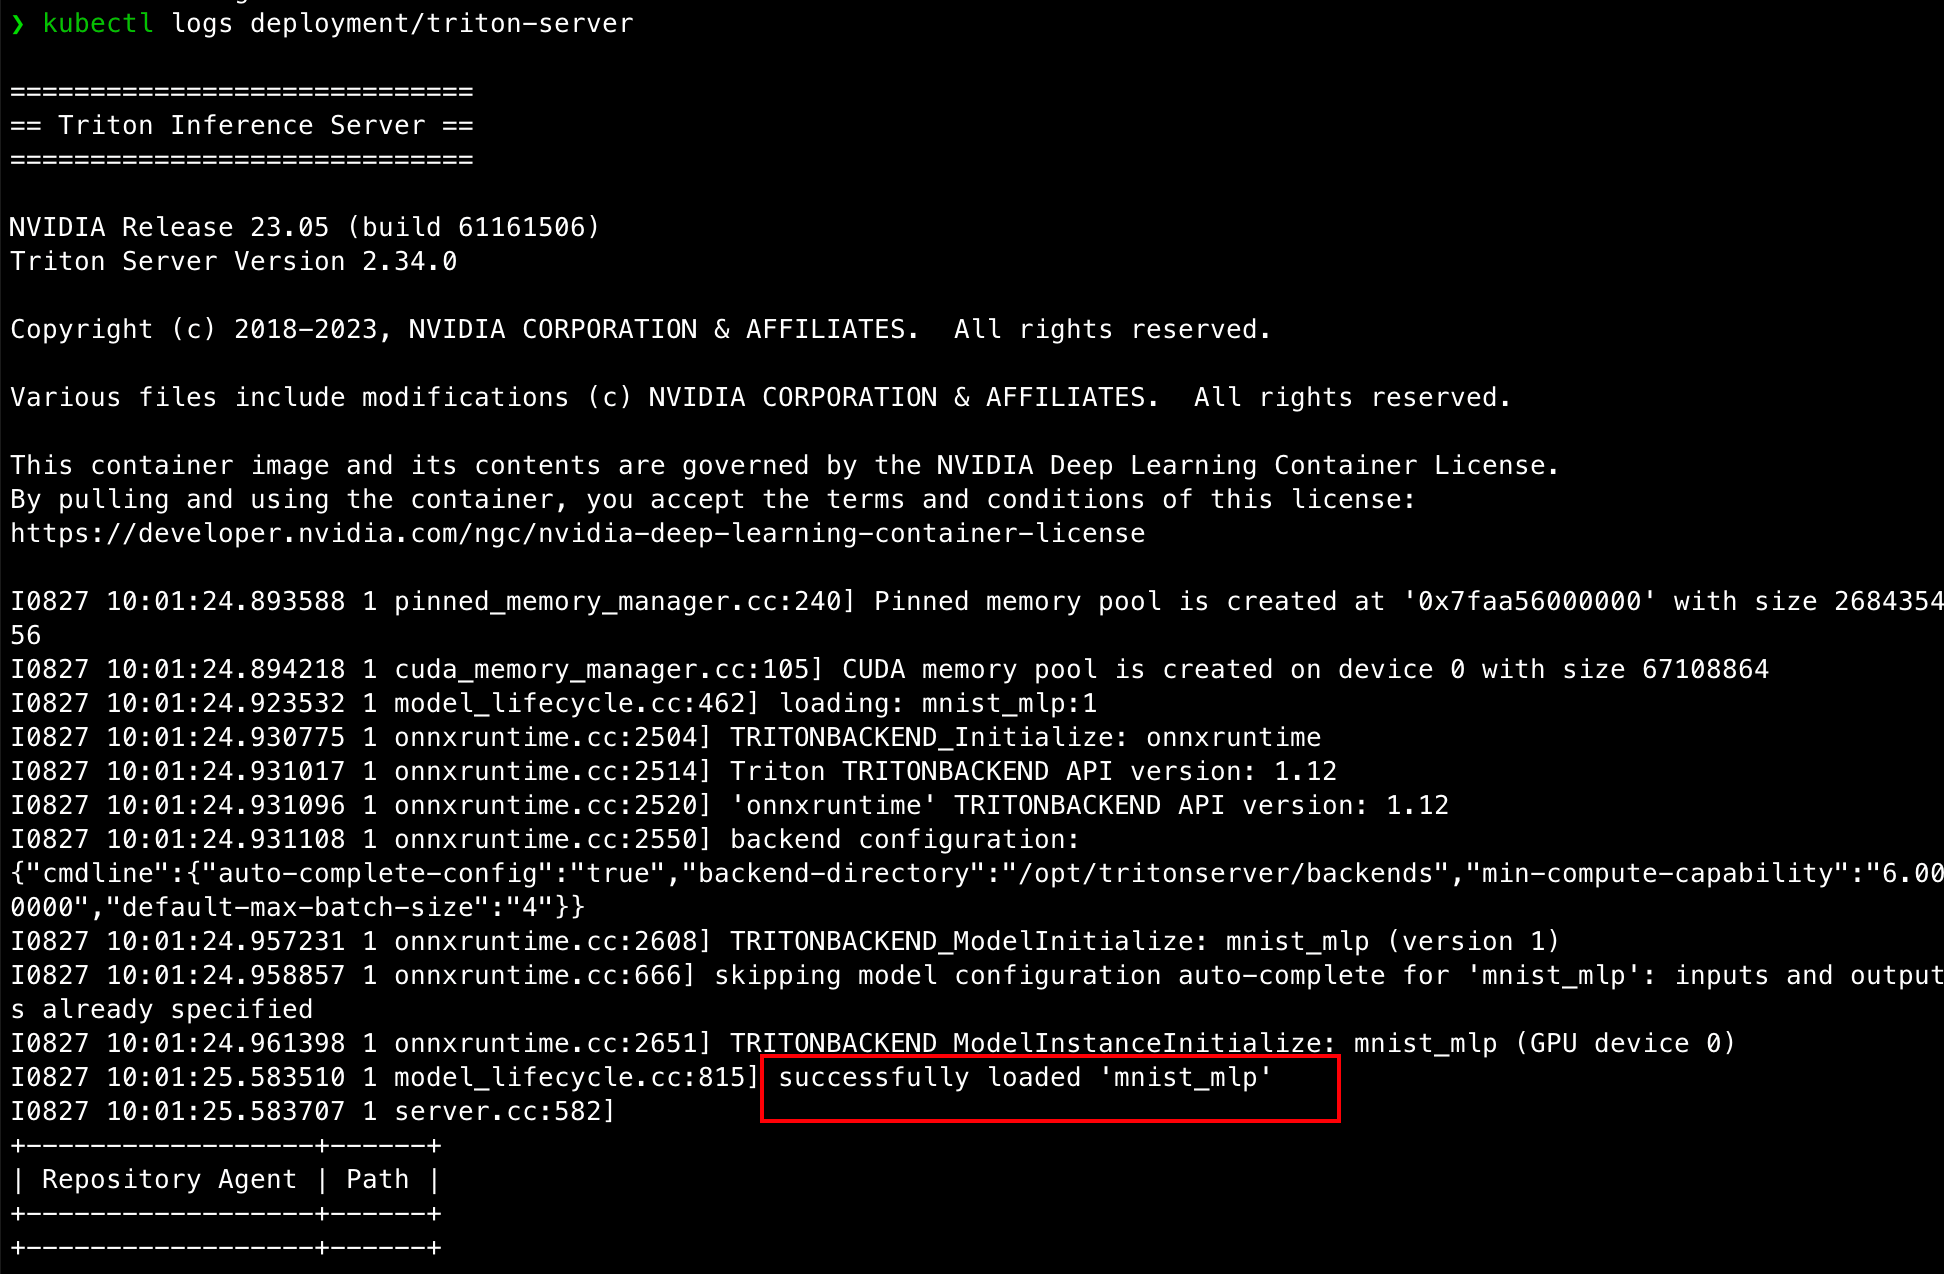 ❯ kubectl logs deployment/triton-server
=============================
== Triton Inference Server ==
=============================
NVIDIA Release 23.05 (build 61161506)
Triton Server Version 2.34.0
Copyright (c) 2018-2023, NVIDIA CORPORATION & AFFILIATES.  All rights reserved.
Various files include modifications (c) NVIDIA CORPORATION & AFFILIATES.  All rights reserved.
This container image and its contents are governed by the NVIDIA Deep Learning Container License.
By pulling and using the container, you accept the terms and conditions of this license:
https://developer.nvidia.com/ngc/nvidia-deep-learning-container-license
I0827 10:01:24.893588 1 pinned_memory_manager.cc:240] Pinned memory pool is created at '0x7faa56000000' with size 2684354
56
I0827 10:01:24.894218 1 cuda_memory_manager.cc:105] CUDA memory pool is created on device 0 with size 67108864
I0827 10:01:24.923532 1 model_lifecycle.cc:462] loading: mnist_mlp:1
I0827 10:01:24.930775 1 onnxruntime.cc:2504] TRITONBACKEND_Initialize: onnxruntime
I0827 10:01:24.931017 1 onnxruntime.cc:2514] Triton TRITONBACKEND API version: 1.12
I0827 10:01:24.931096 1 onnxruntime.cc:2520] 'onnxruntime' TRITONBACKEND API version: 1.12
I0827 10:01:24.931108 1 onnxruntime.cc:2550] backend configuration:
{"cmdline":{"auto-complete-config":"true","backend-directory":"/opt/tritonserver/backends","min-compute-capability":"6.00
0000","default-max-batch-size":"4"}}
I0827 10:01:24.957231 1 onnxruntime.cc:2608] TRITONBACKEND_ModelInitialize: mnist_mlp (version 1)
I0827 10:01:24.958857 1 onnxruntime.cc:666] skipping model configuration auto-complete for 'mnist_mlp': inputs and output
s already specified
I0827 10:01:24.961398 1 onnxruntime.cc:2651] TRITONBACKEND_ModelInstanceInitialize: mnist_mlp (GPU device 0)
I0827 10:01:25.583510 1 model_lifecycle.cc:815] successfully loaded 'mnist_mlp'
I0827 10:01:25.583707 1 server.cc:582]
+------------------+------+
| Repository Agent | Path |
+------------------+------+
+------------------+------+